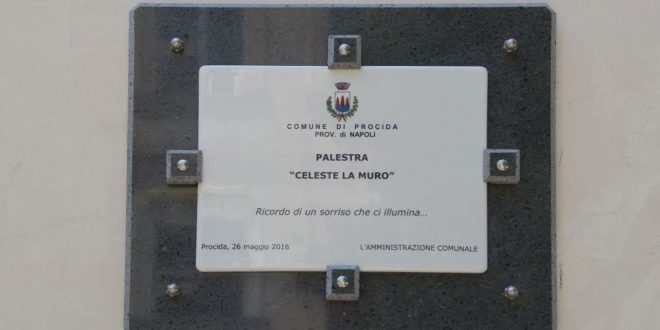 COMUNE DI PROCIDA
PROV. di NAPOLI
PALESTRA
“CELESTE LA MURO”
Ricordo di un sorriso che ci illumina...
Procida, 26 maggio 2016 L'AMMINISTRAZIONE COMUNALE